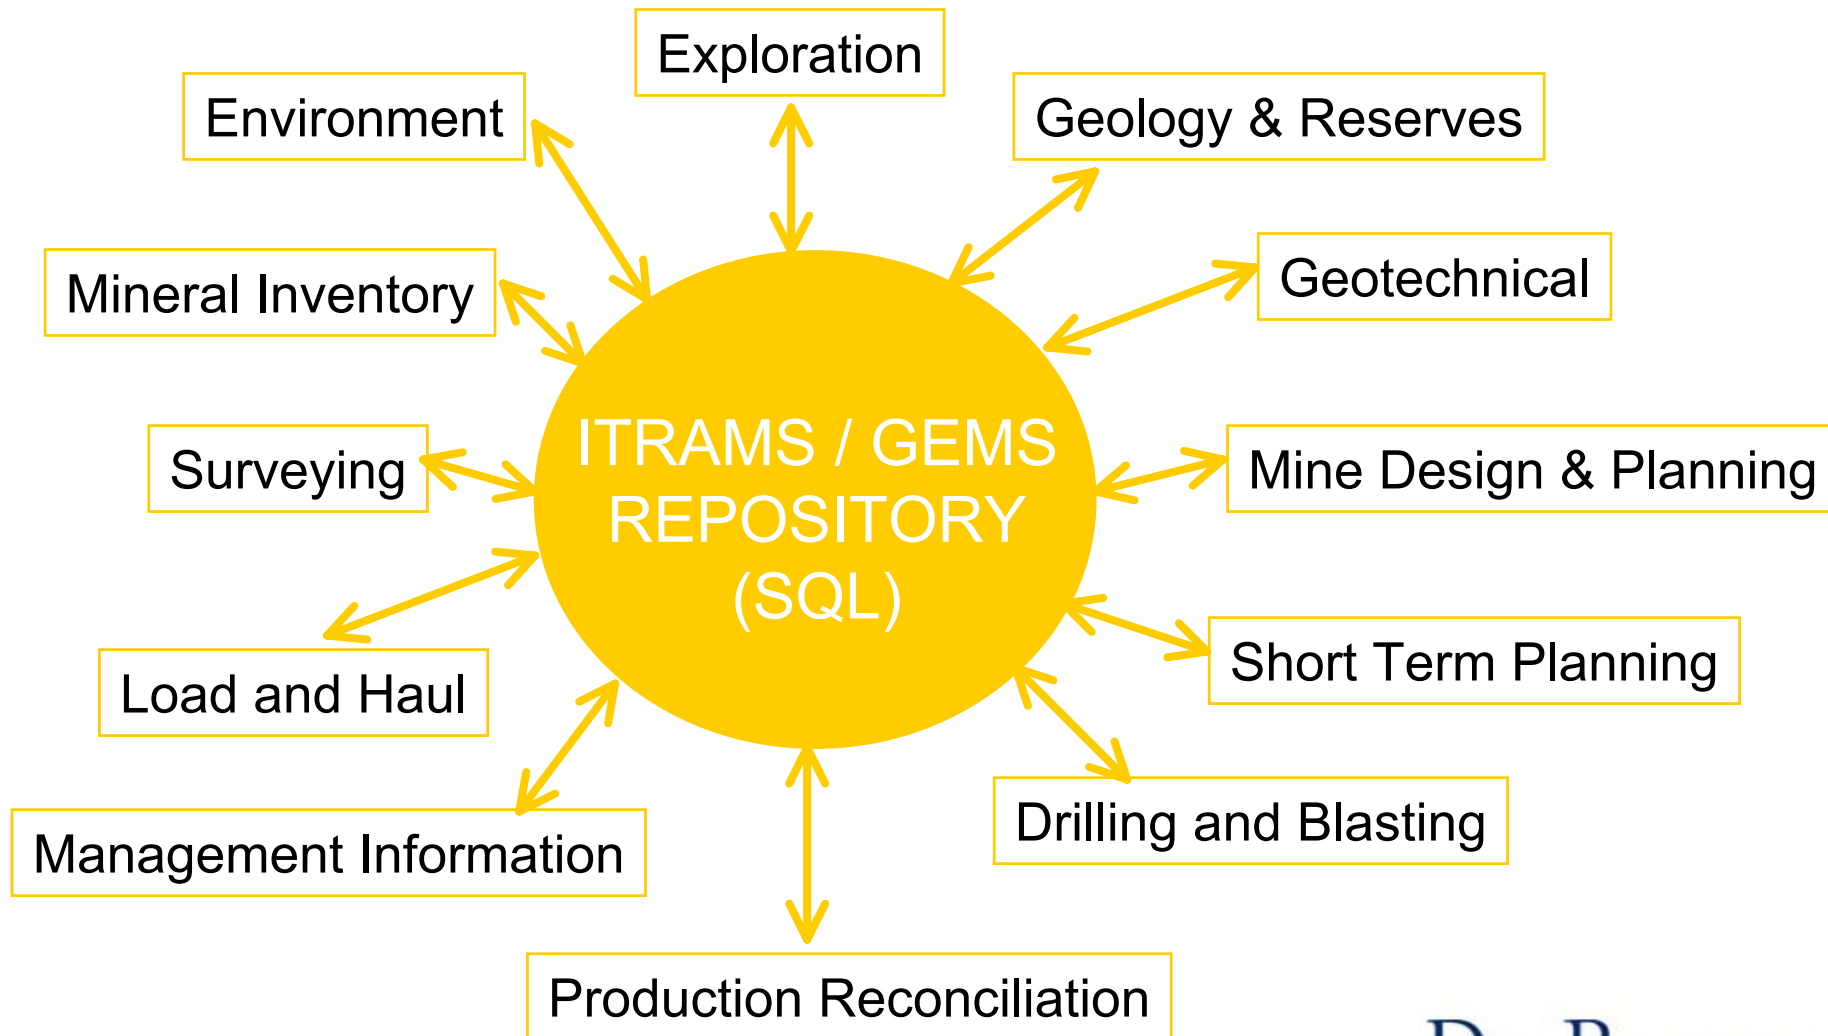 Exploration
Environment
Geology & Reserves
Mineral Inventory
Geotechnical
ITRAMS / GEMS
REPOSITORY
(SQL)
Surveying
Mine Design & Planning
Load and Haul
Short Term Planning
Management Information
Drilling and Blasting
Production Reconciliation